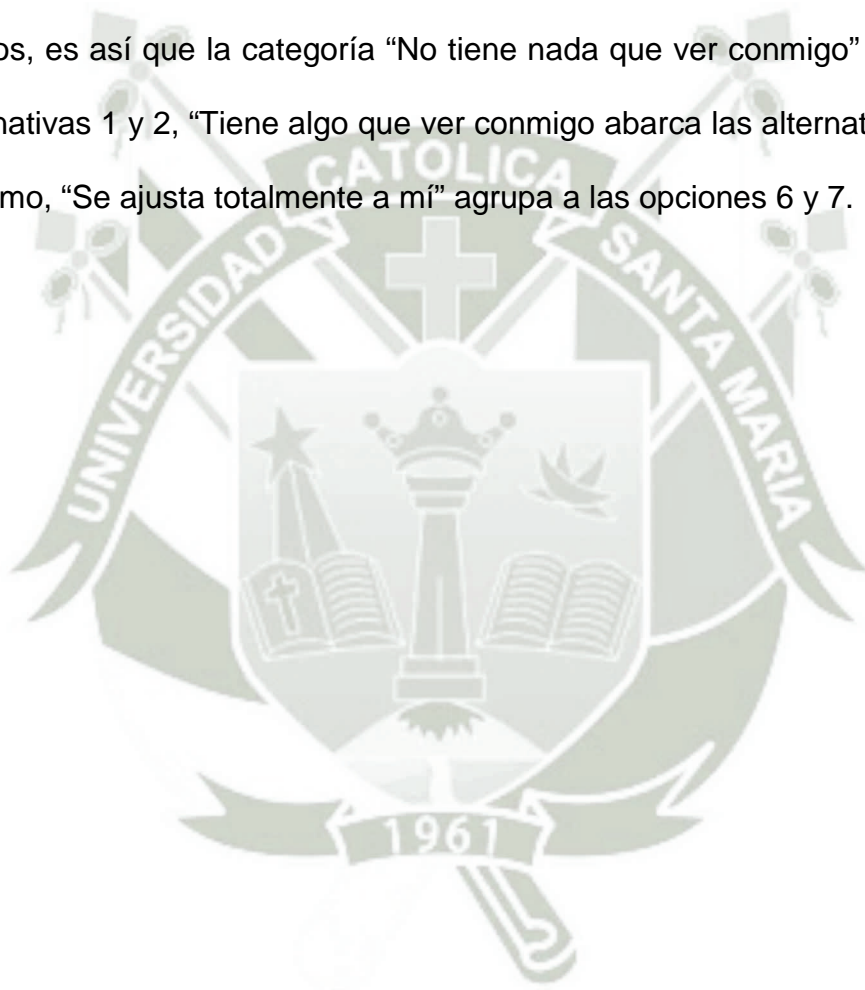 os, es así que la categoría “No tiene nada que ver conmigo”
nativas 1 y 2, “Tiene algo que ver conmigo abarca las alternat
mo, “Se ajusta totalmente a mí” agrupa a las opciones 6 y 7.
UNIVERSIDAD CATOLICA SANTA MARIA
1961